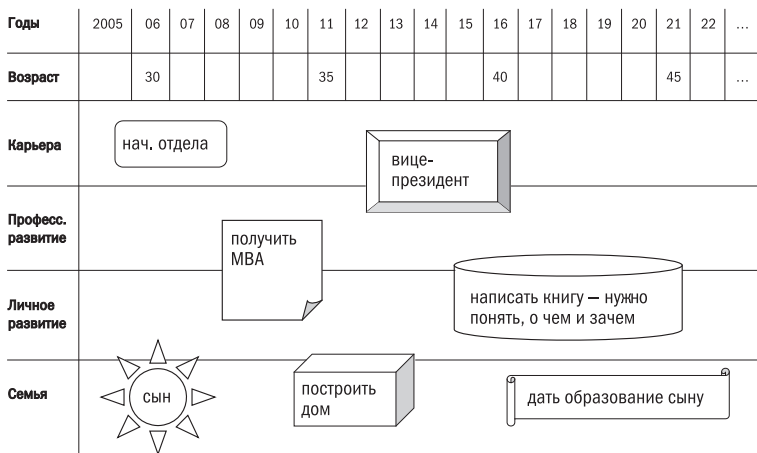 Годы 2005 06 07 08 09 10 11 12 13 14 15 16 17 18 19 20 21 22 ...
Возраст 30 35 40 45 ...
Карьера
нач. отдела
вице-
президент
Професс.
развитие
получить
МВА
Личное
развитие
написать книгу — нужно
понять, о чем и зачем
Семья
сын
построить
дом
дать образование сыну